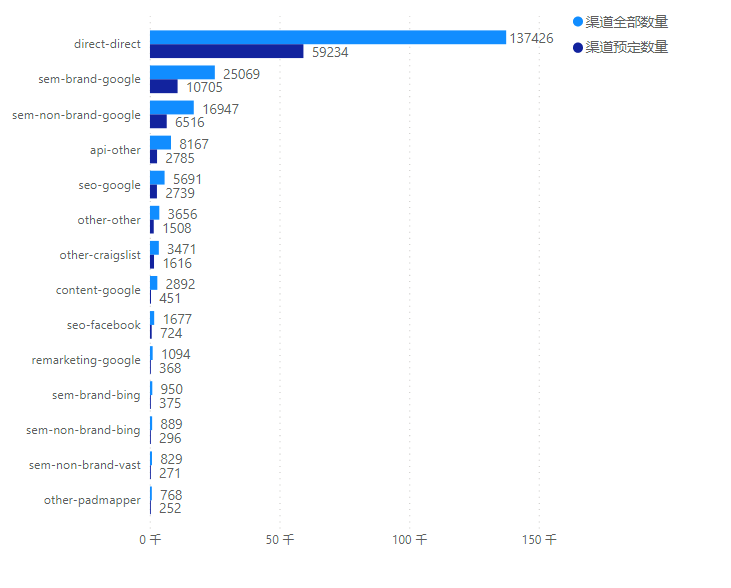 渠道全部数量
渠道预定数量
direct-direct
137426
59234
sem-brand-google
25069
10705
sem-non-brand-google
16947
6516
api-other
8167
2785
seo-google
5691
2739
other-other
3656
1508
other-craigslist
3471
1616
content-google
2892
451
seo-facebook
1677
724
remarketing-google
1094
368
sem-brand-bing
950
375
sem-non-brand-bing
889
296
sem-non-brand-vast
829
271
other-padmapper
768
252
0 千 50 千 100 千 150 千